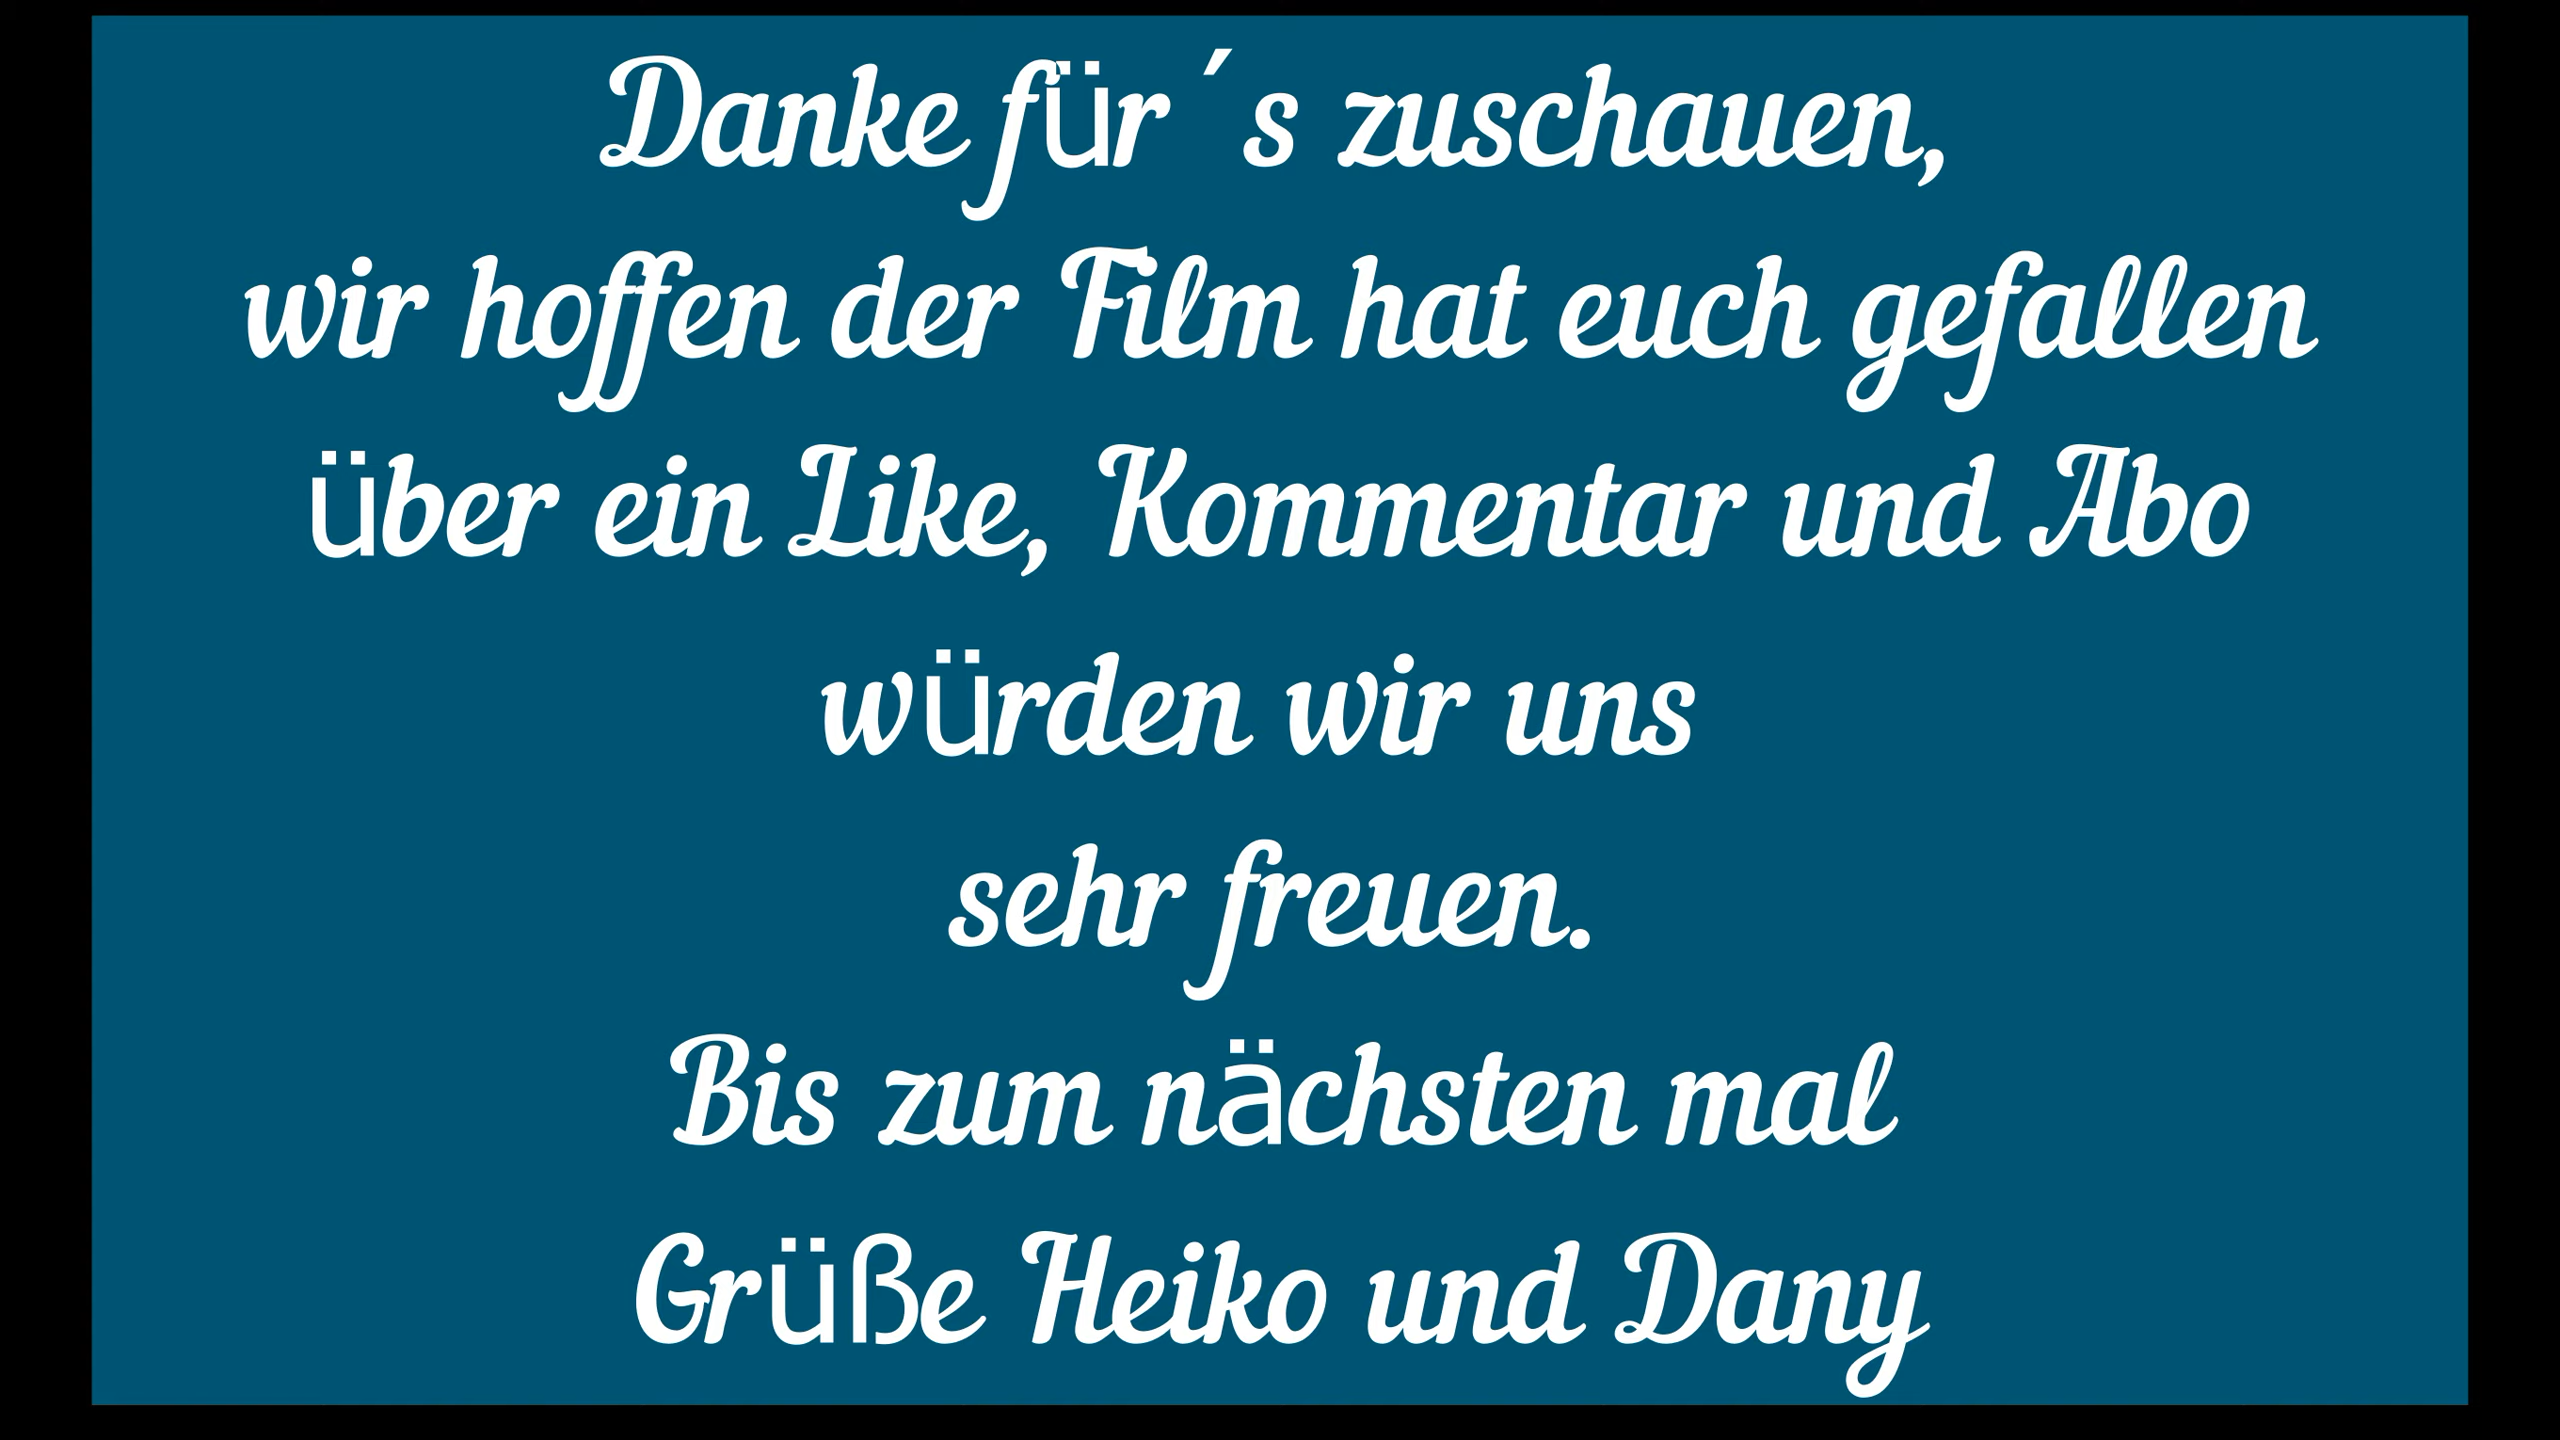 Danke für´s zuschauen,
wir hoffen der Film hat euch gefallen
über ein Like, Kommentar und Abo
würden wir uns
sehr freuen.
Bis zum nächsten mal
Grüße Heiko und Dany